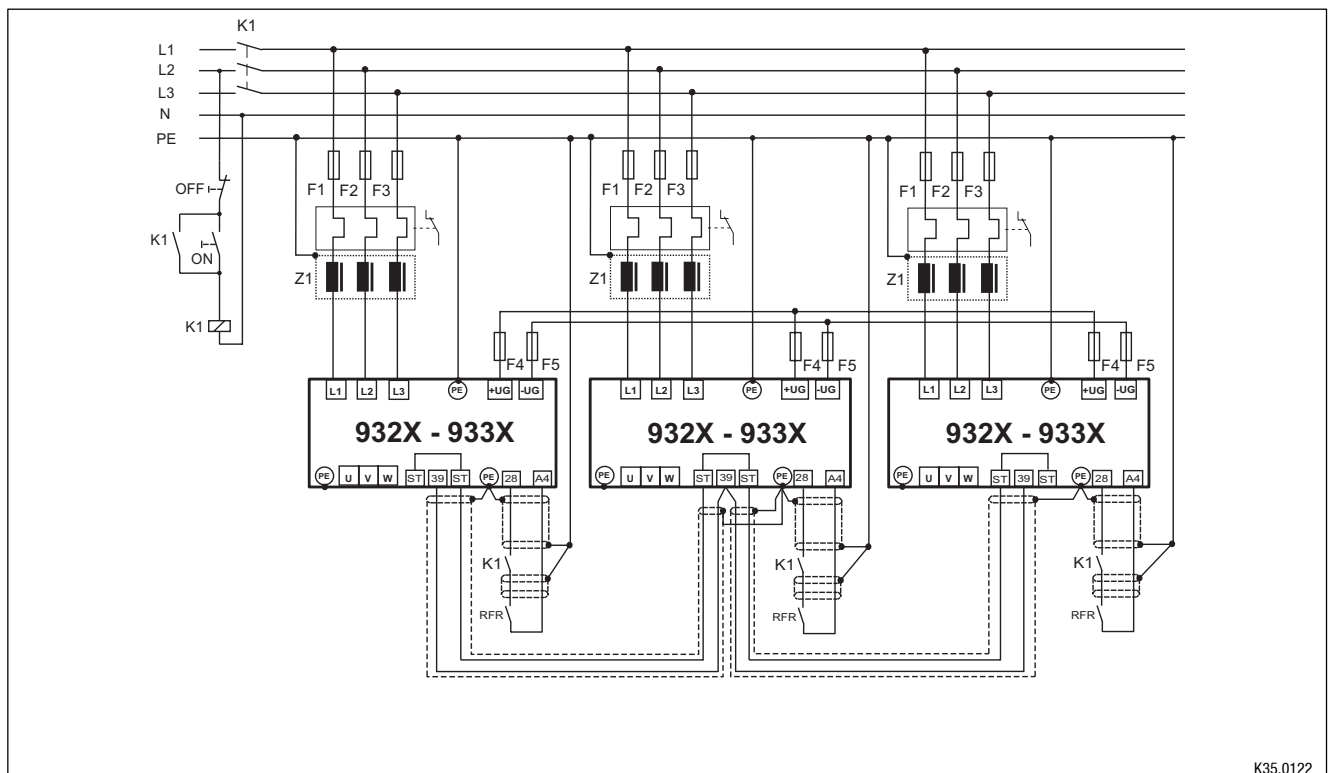 K1
L1
L2
L3
N
PE
OFF
K1
ON
K1
F1 F2 F3
F1 F2 F3
F1 F2 F3
Z1
Z1
Z1
F4 F5
F4 F5
F4 F5
L1 L2 L3 PE +UG -UG
L1 L2 L3 PE +UG -UG
L1 L2 L3 PE +UG -UG
932X - 933X
932X - 933X
932X - 933X
PE U V W ST 39 ST PE 28 A4
PE U V W ST 39 ST PE 28 A4
PE U V W ST 39 ST PE 28 A4
K1
K1
K1
RFR
RFR
RFR
K35.0122